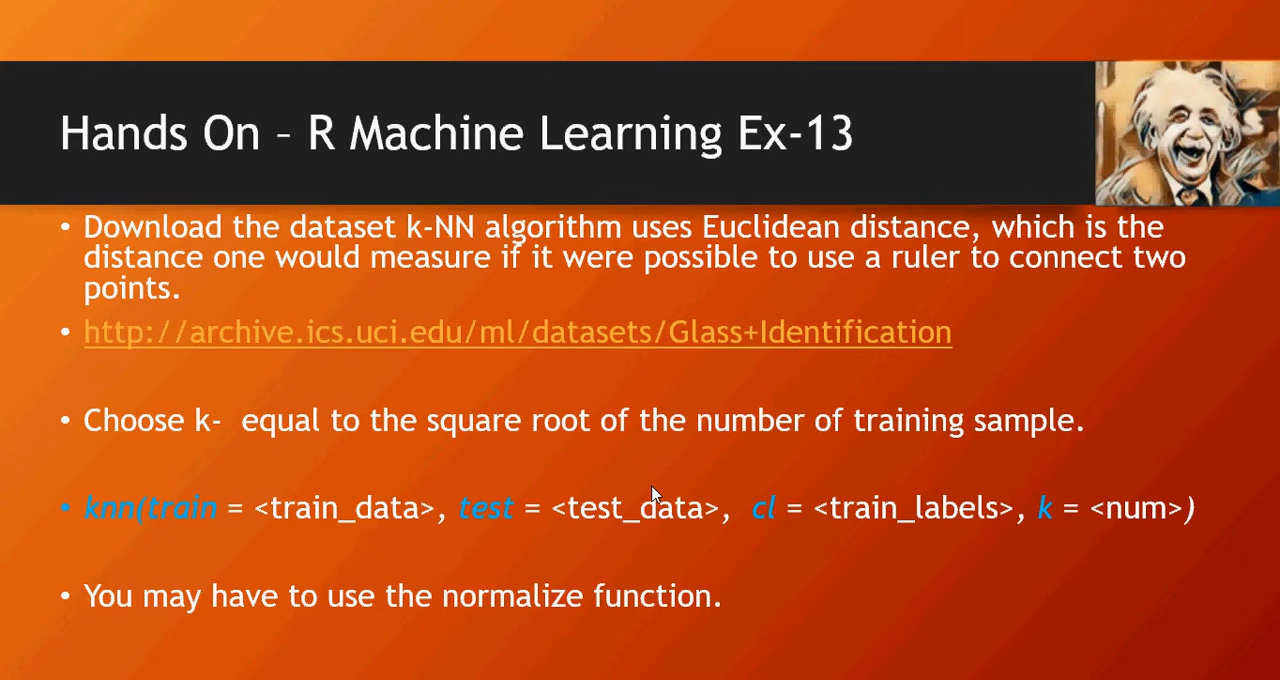 Hands On – R Machine Learning Ex-13
• Download the dataset k-NN algorithm uses Euclidean distance, which is the
distance one would measure if it were possible to use a ruler to connect two
points.
• http://archive.ics.uci.edu/ml/datasets/Glass+Identification
• Choose k-  equal to the square root of the number of training sample.
• knn(train = <train_data>, test = <test_data>,  cl = <train_labels>, k = <num>)
• You may have to use the normalize function.